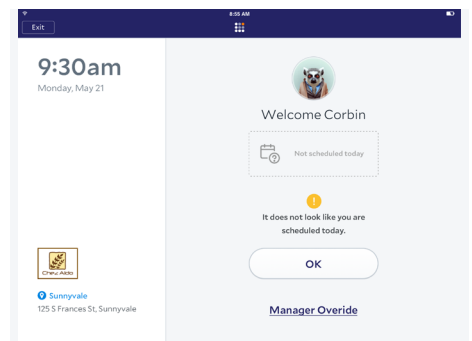 8:55 AM
Exit
9:30am
Monday, May 21
Welcome Corbin
Not scheduled today
It does not look like you are
scheduled today.
OK
Manager Overide
Chez Aldo
Sunnyvale
125 S Frances St, Sunnyvale